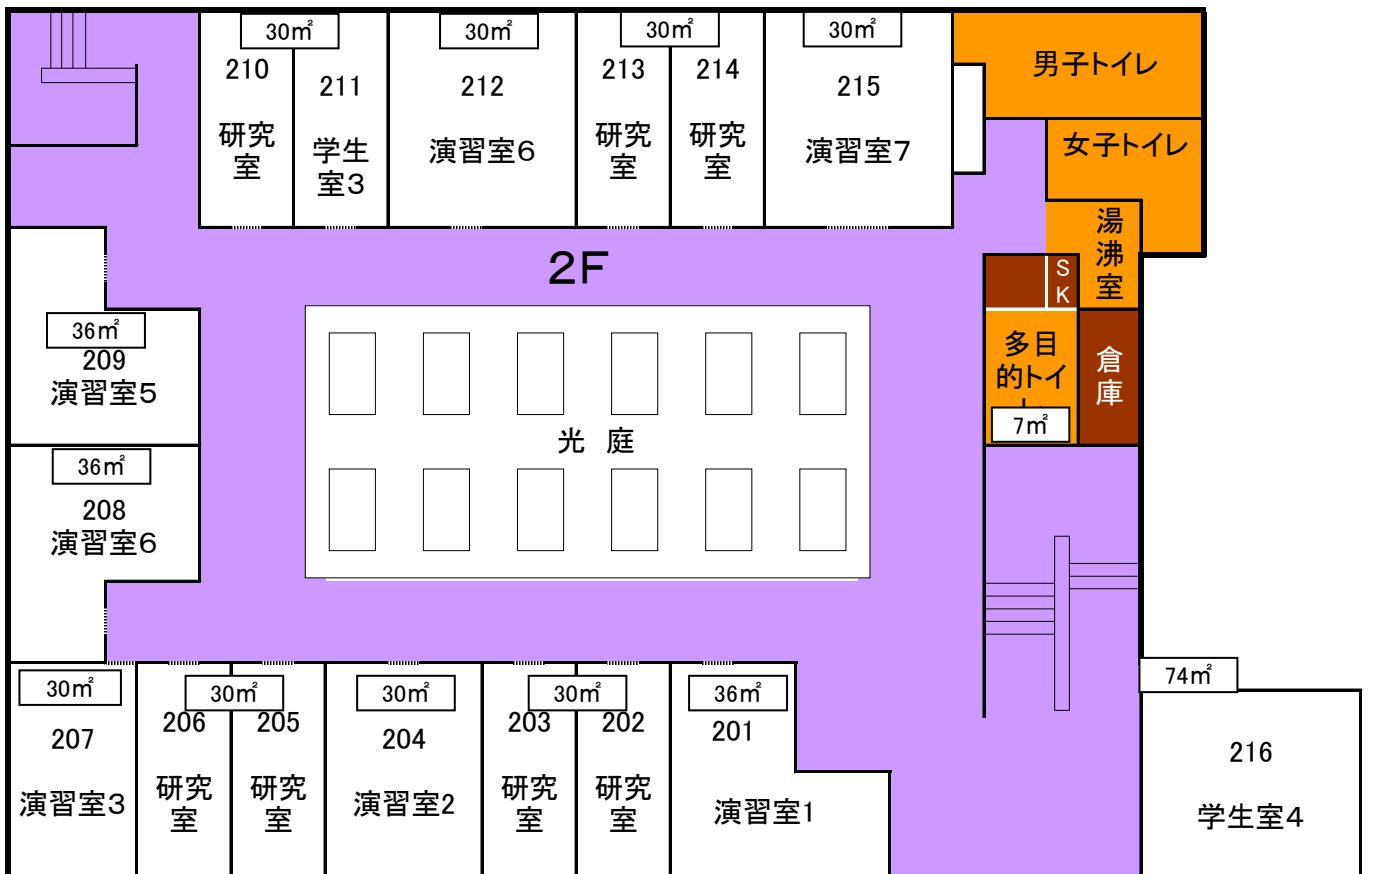 30㎡
30㎡
30㎡
30㎡
210
研究
室
211
学生
室3
212
演習室6
213
研究
室
214
研究
室
215
演習室7
男子トイレ
女子トイレ
湯
沸
室
2F
S
K
36㎡
209
演習室5
多目
的トイ
7㎡
倉
庫
光 庭
36㎡
208
演習室6
30㎡
207
演習室3
30㎡
206
研究
室
205
研究
室
30㎡
204
演習室2
30㎡
203
研究
室
202
研究
室
36㎡
201
演習室1
74㎡
216
学生室4